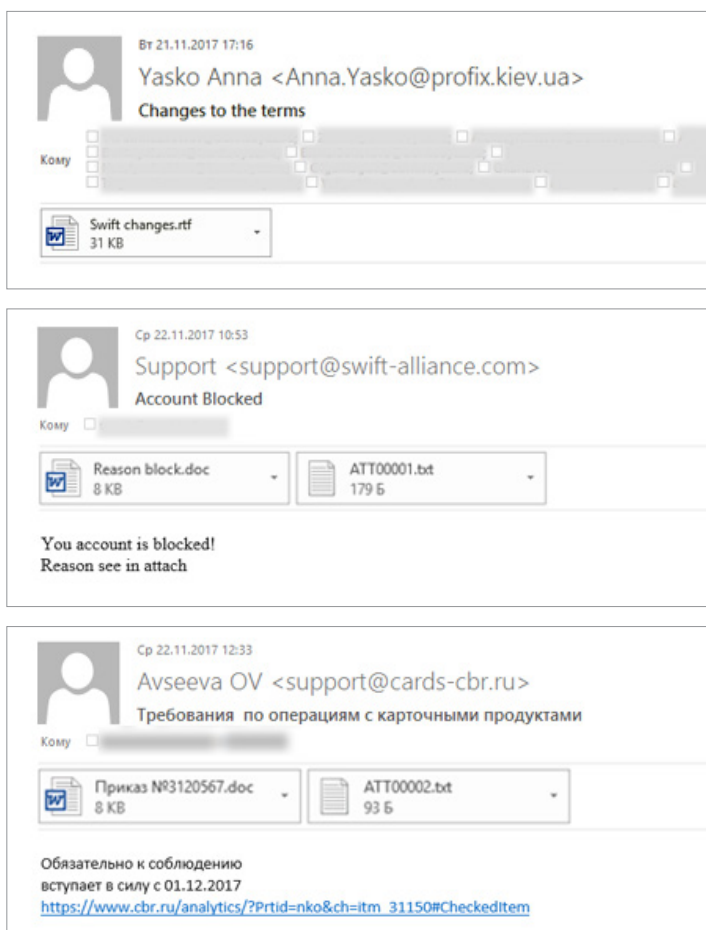 Вт 21.11.2017 17:16
Yasko Anna <Anna.Yasko@profix.kiev.ua>
Changes to the terms
Кому
Swift changes.rtf
31 KB
Ср 22.11.2017 10:53
Support <support@swift-alliance.com>
Account Blocked
Кому
Reason block.doc
8 KB
ATT00001.txt
179 Б
You account is blocked!
Reason see in attach
Ср 22.11.2017 12:33
Avseeva OV <support@cards-cbr.ru>
Требования по операциям с карточными продуктами
Кому
Приказ №3120567.doc
8 KB
ATT00002.txt
93 Б
Обязательно к соблюдению
вступает в силу с 01.12.2017
https://www.cbr.ru/analytics/?Prtid=nko&ch=itm_31150#CheckedItem